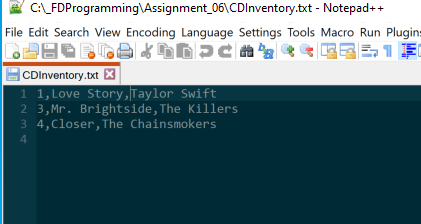 C:\_FDProgramming\Assignment_06\CDInventory.txt - Notepad++
File Edit Search View Encoding Language Settings Tools Macro Run Plugins
CDInventory.txt
1 1,Love Story,Taylor Swift
2 3,Mr. Brightside,The Killers
3 4,Closer,The Chainsmokers
4